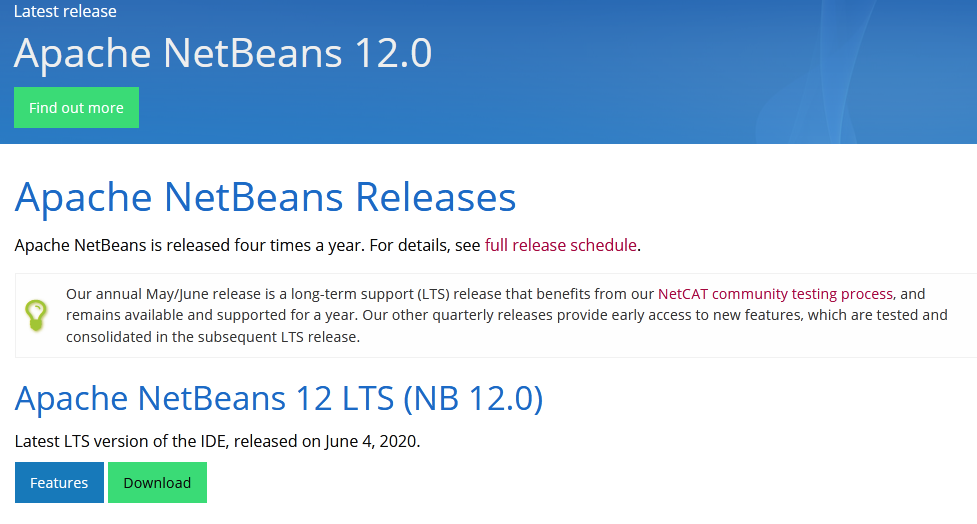 Latest release
Apache NetBeans 12.0
Find out more
Apache NetBeans Releases
Apache NetBeans is released four times a year. For details, see full release schedule.
Our annual May/June release is a long-term support (LTS) release that benefits from our NetCAT community testing process, and
remains available and supported for a year. Our other quarterly releases provide early access to new features, which are tested and
consolidated in the subsequent LTS release.
Apache NetBeans 12 LTS (NB 12.0)
Latest LTS version of the IDE, released on June 4, 2020.
Features Download